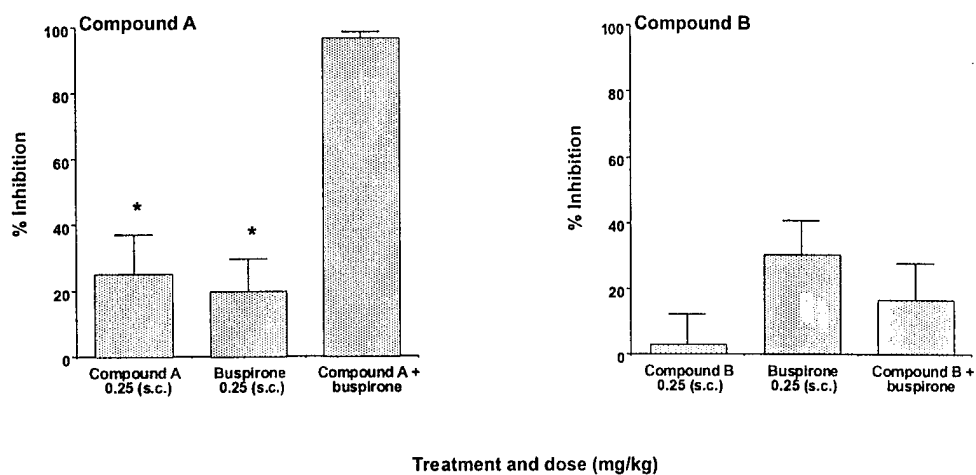 Compound A
% Inhibition
100
80
60
40
20
0
*
*
Compound A
0.25 (s.c.)
Buspirone
0.25 (s.c.)
Compound A +
buspirone
Compound B
% Inhibition
100
80
60
40
20
0
Compound B
0.25 (s.c.)
Buspirone
0.25 (s.c.)
Compound B +
buspirone
Treatment and dose (mg/kg)